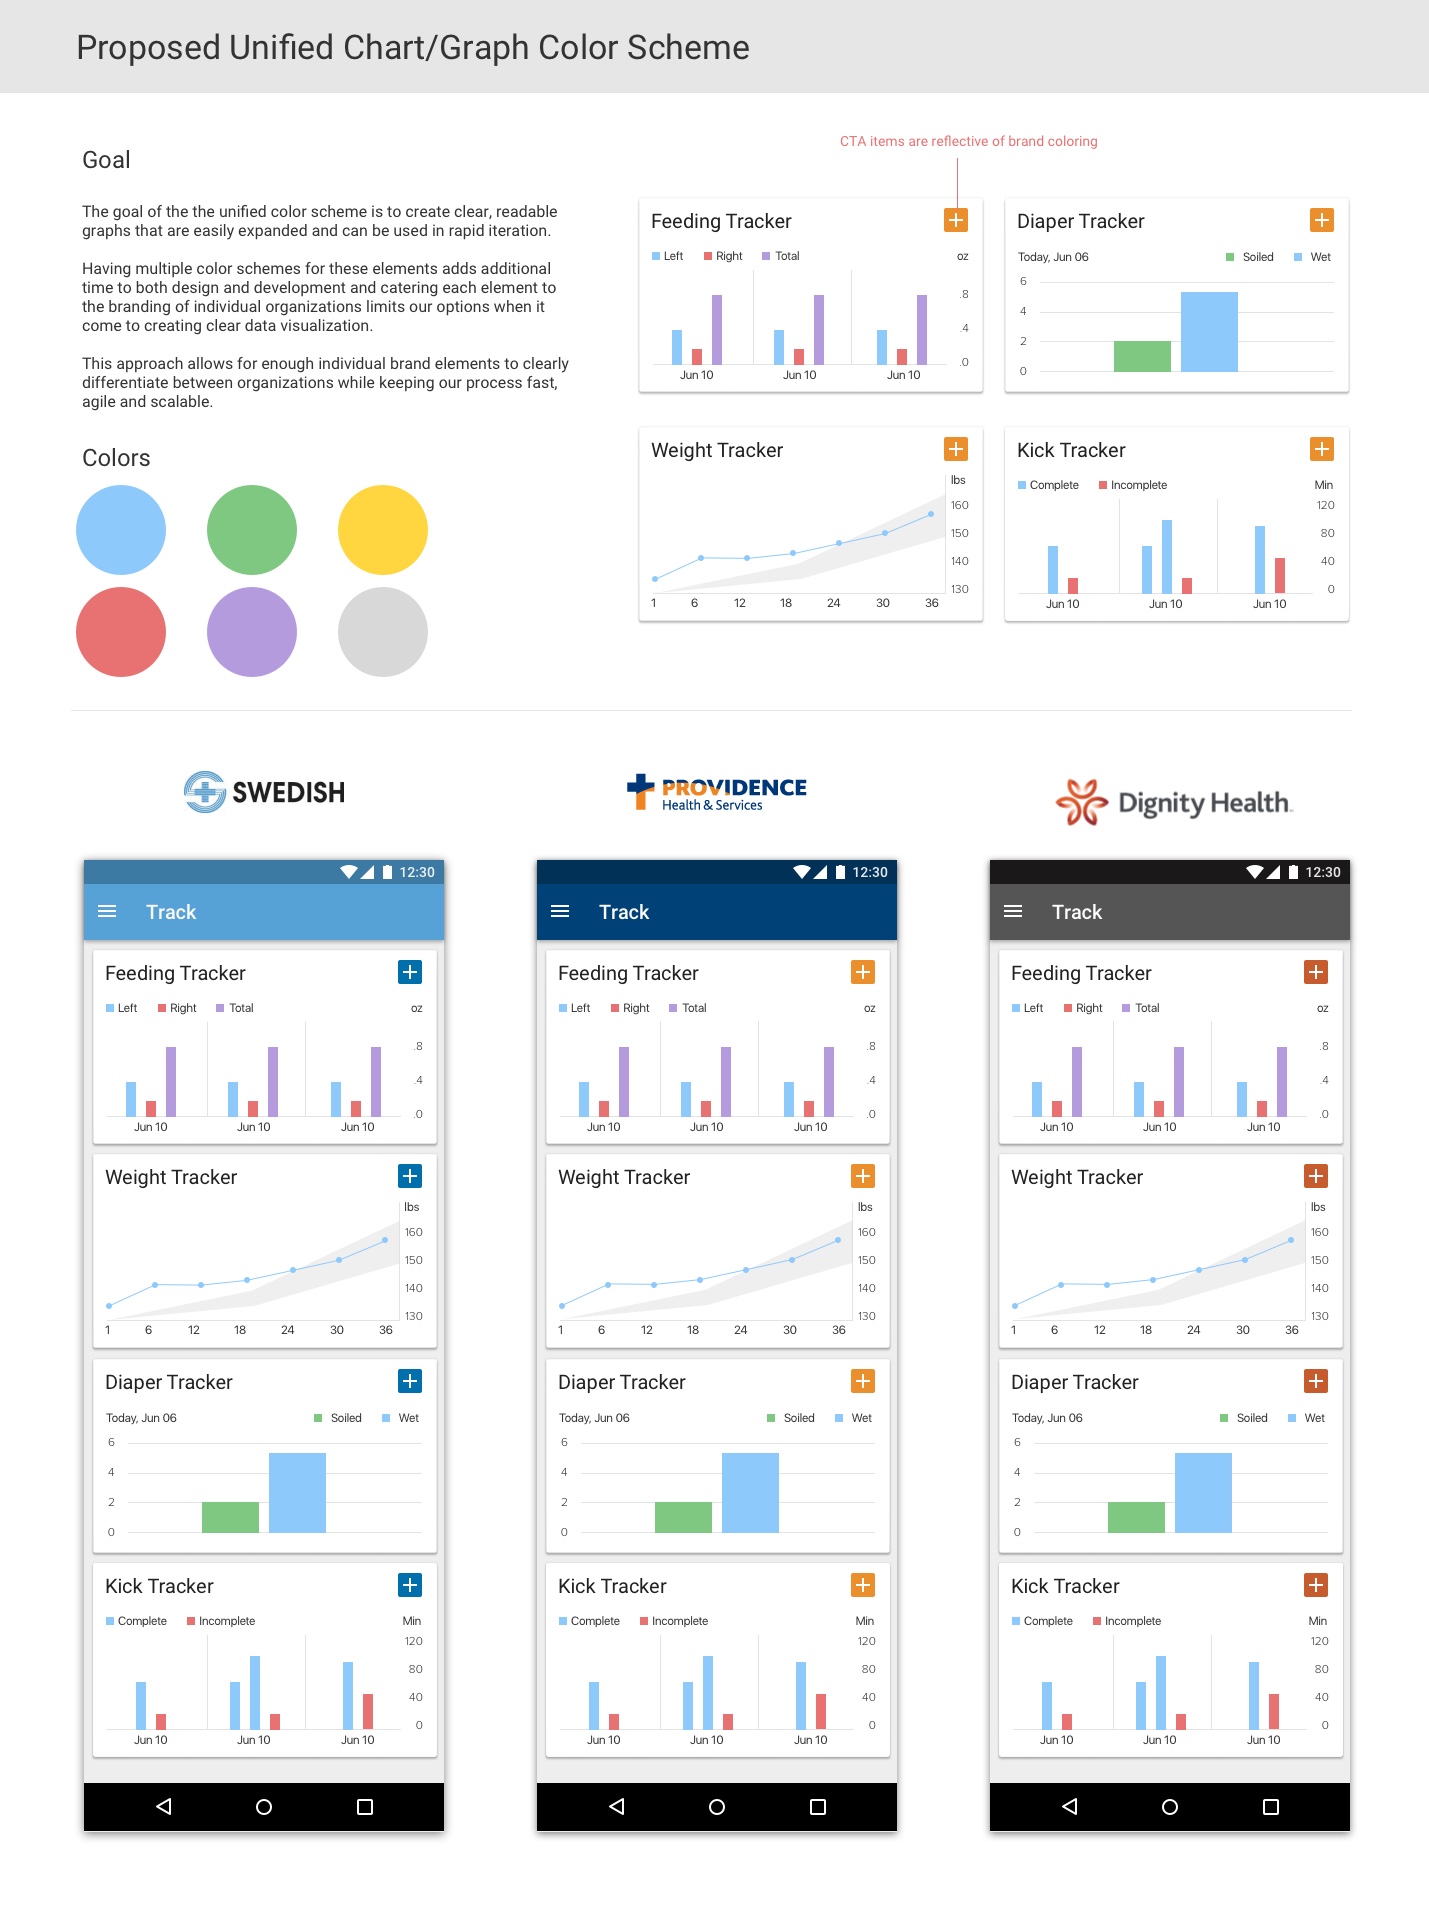 Proposed Unified Chart/Graph Color Scheme
Goal
The goal of the the unified color scheme is to create clear, readable
graphs that are easily expanded and can be used in rapid iteration.
Having multiple color schemes for these elements adds additional
time to both design and development and catering each element to
the branding of individual organizations limits our options when it
come to creating clear data visualization.
This approach allows for enough individual brand elements to clearly
differentiate between organizations while keeping our process fast,
agile and scalable.
Colors
CTA items are reflective of brand coloring
Feeding Tracker
Left Right Total oz
.8
.4
.0
Jun 10 Jun 10 Jun 10
Diaper Tracker
Today, Jun 06 Soiled Wet
6
4
2
0
Weight Tracker
lbs
160
150
140
130
1 6 12 18 24 30 36
Kick Tracker
Complete Incomplete Min
120
80
40
0
Jun 10 Jun 10 Jun 10
SWEDISH
12:30
Track
Feeding Tracker
Left Right Total oz
.8
.4
.0
Jun 10 Jun 10 Jun 10
Weight Tracker
lbs
160
150
140
130
1 6 12 18 24 30 36
Diaper Tracker
Today, Jun 06 Soiled Wet
6
4
2
0
Kick Tracker
Complete Incomplete Min
120
80
40
0
Jun 10 Jun 10 Jun 10
PROVIDENCE
Health & Services
12:30
Track
Feeding Tracker
Left Right Total oz
.8
.4
.0
Jun 10 Jun 10 Jun 10
Weight Tracker
lbs
160
150
140
130
1 6 12 18 24 30 36
Diaper Tracker
Today, Jun 06 Soiled Wet
6
4
2
0
Kick Tracker
Complete Incomplete Min
120
80
40
0
Jun 10 Jun 10 Jun 10
Dignity Health
12:30
Track
Feeding Tracker
Left Right Total oz
.8
.4
.0
Jun 10 Jun 10 Jun 10
Weight Tracker
lbs
160
150
140
130
1 6 12 18 24 30 36
Diaper Tracker
Today, Jun 06 Soiled Wet
6
4
2
0
Kick Tracker
Complete Incomplete Min
120
80
40
0
Jun 10 Jun 10 Jun 10